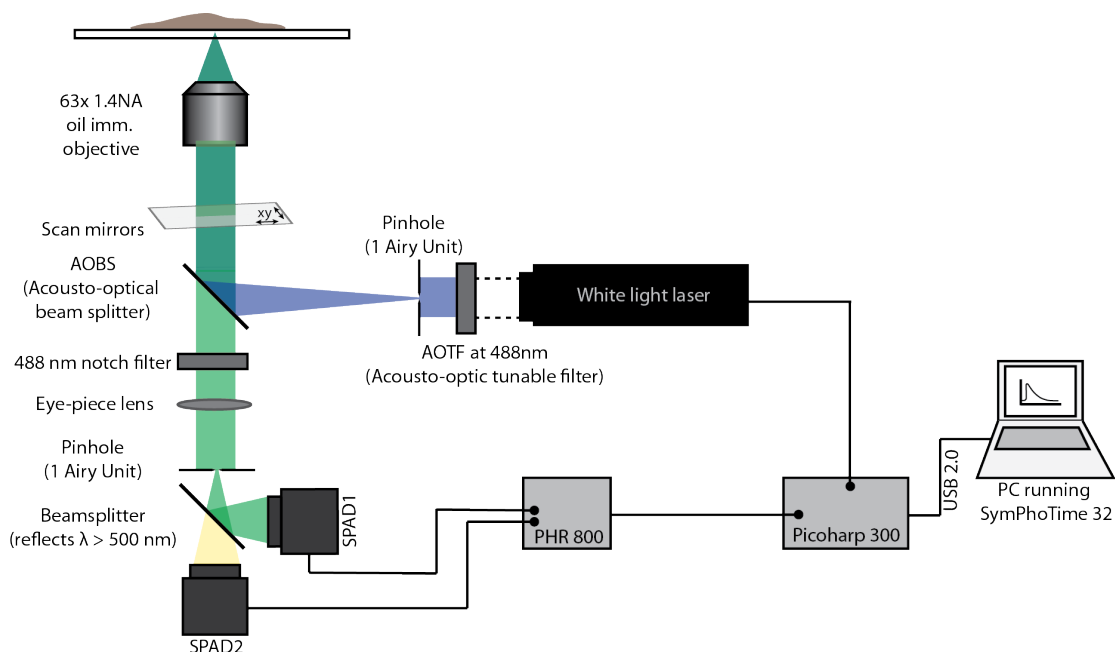 63x 1.4NA
oil imm.
objective
xy
Scan mirrors
AOBS
(Acousto-optical
beam splitter)
Pinhole
(1 Airy Unit)
White light laser
AOTF at 488nm
(Acousto-optic tunable filter)
488 nm notch filter
Eye-piece lens
Pinhole
(1 Airy Unit)
Beamsplitter
(reflects λ > 500 nm)
SPAD1
SPAD2
PHR 800
Picoharp 300
USB 2.0
PC running
SymPhoTime 32